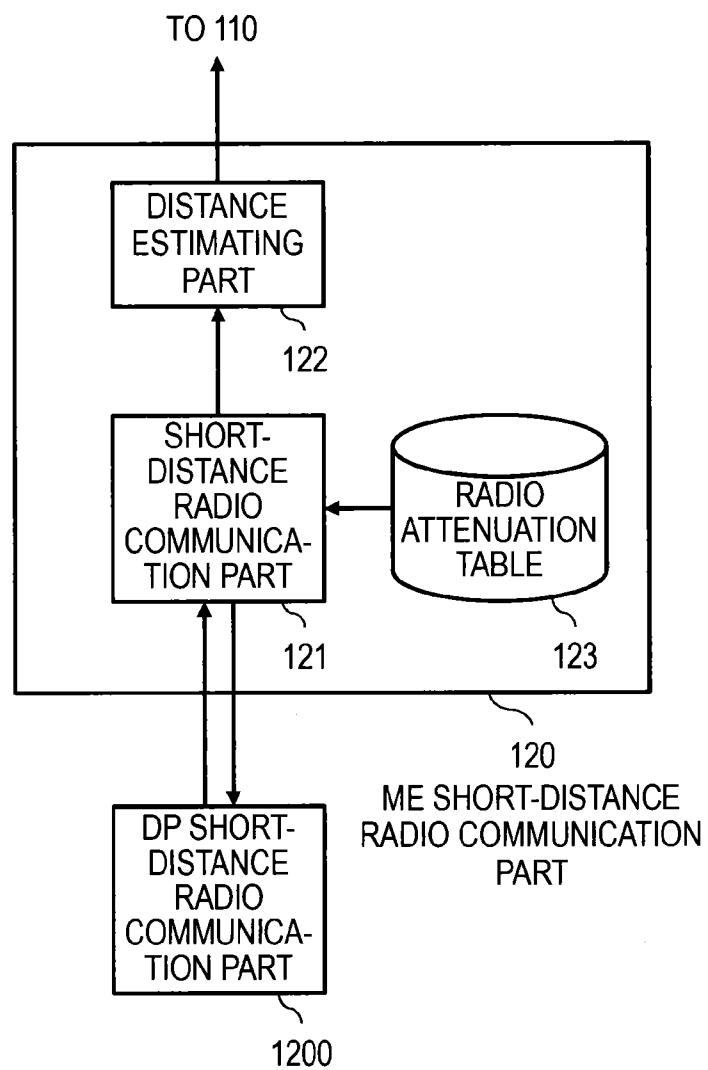 TO 110
DISTANCE
ESTIMATING
PART
122
SHORT-
DISTANCE
RADIO
COMMUNICA-
TION PART
121
RADIO
ATTENUATION
TABLE
123
120
ME SHORT-DISTANCE
RADIO COMMUNICATION
PART
DP SHORT-
DISTANCE
RADIO
COMMUNICA-
TION PART
1200